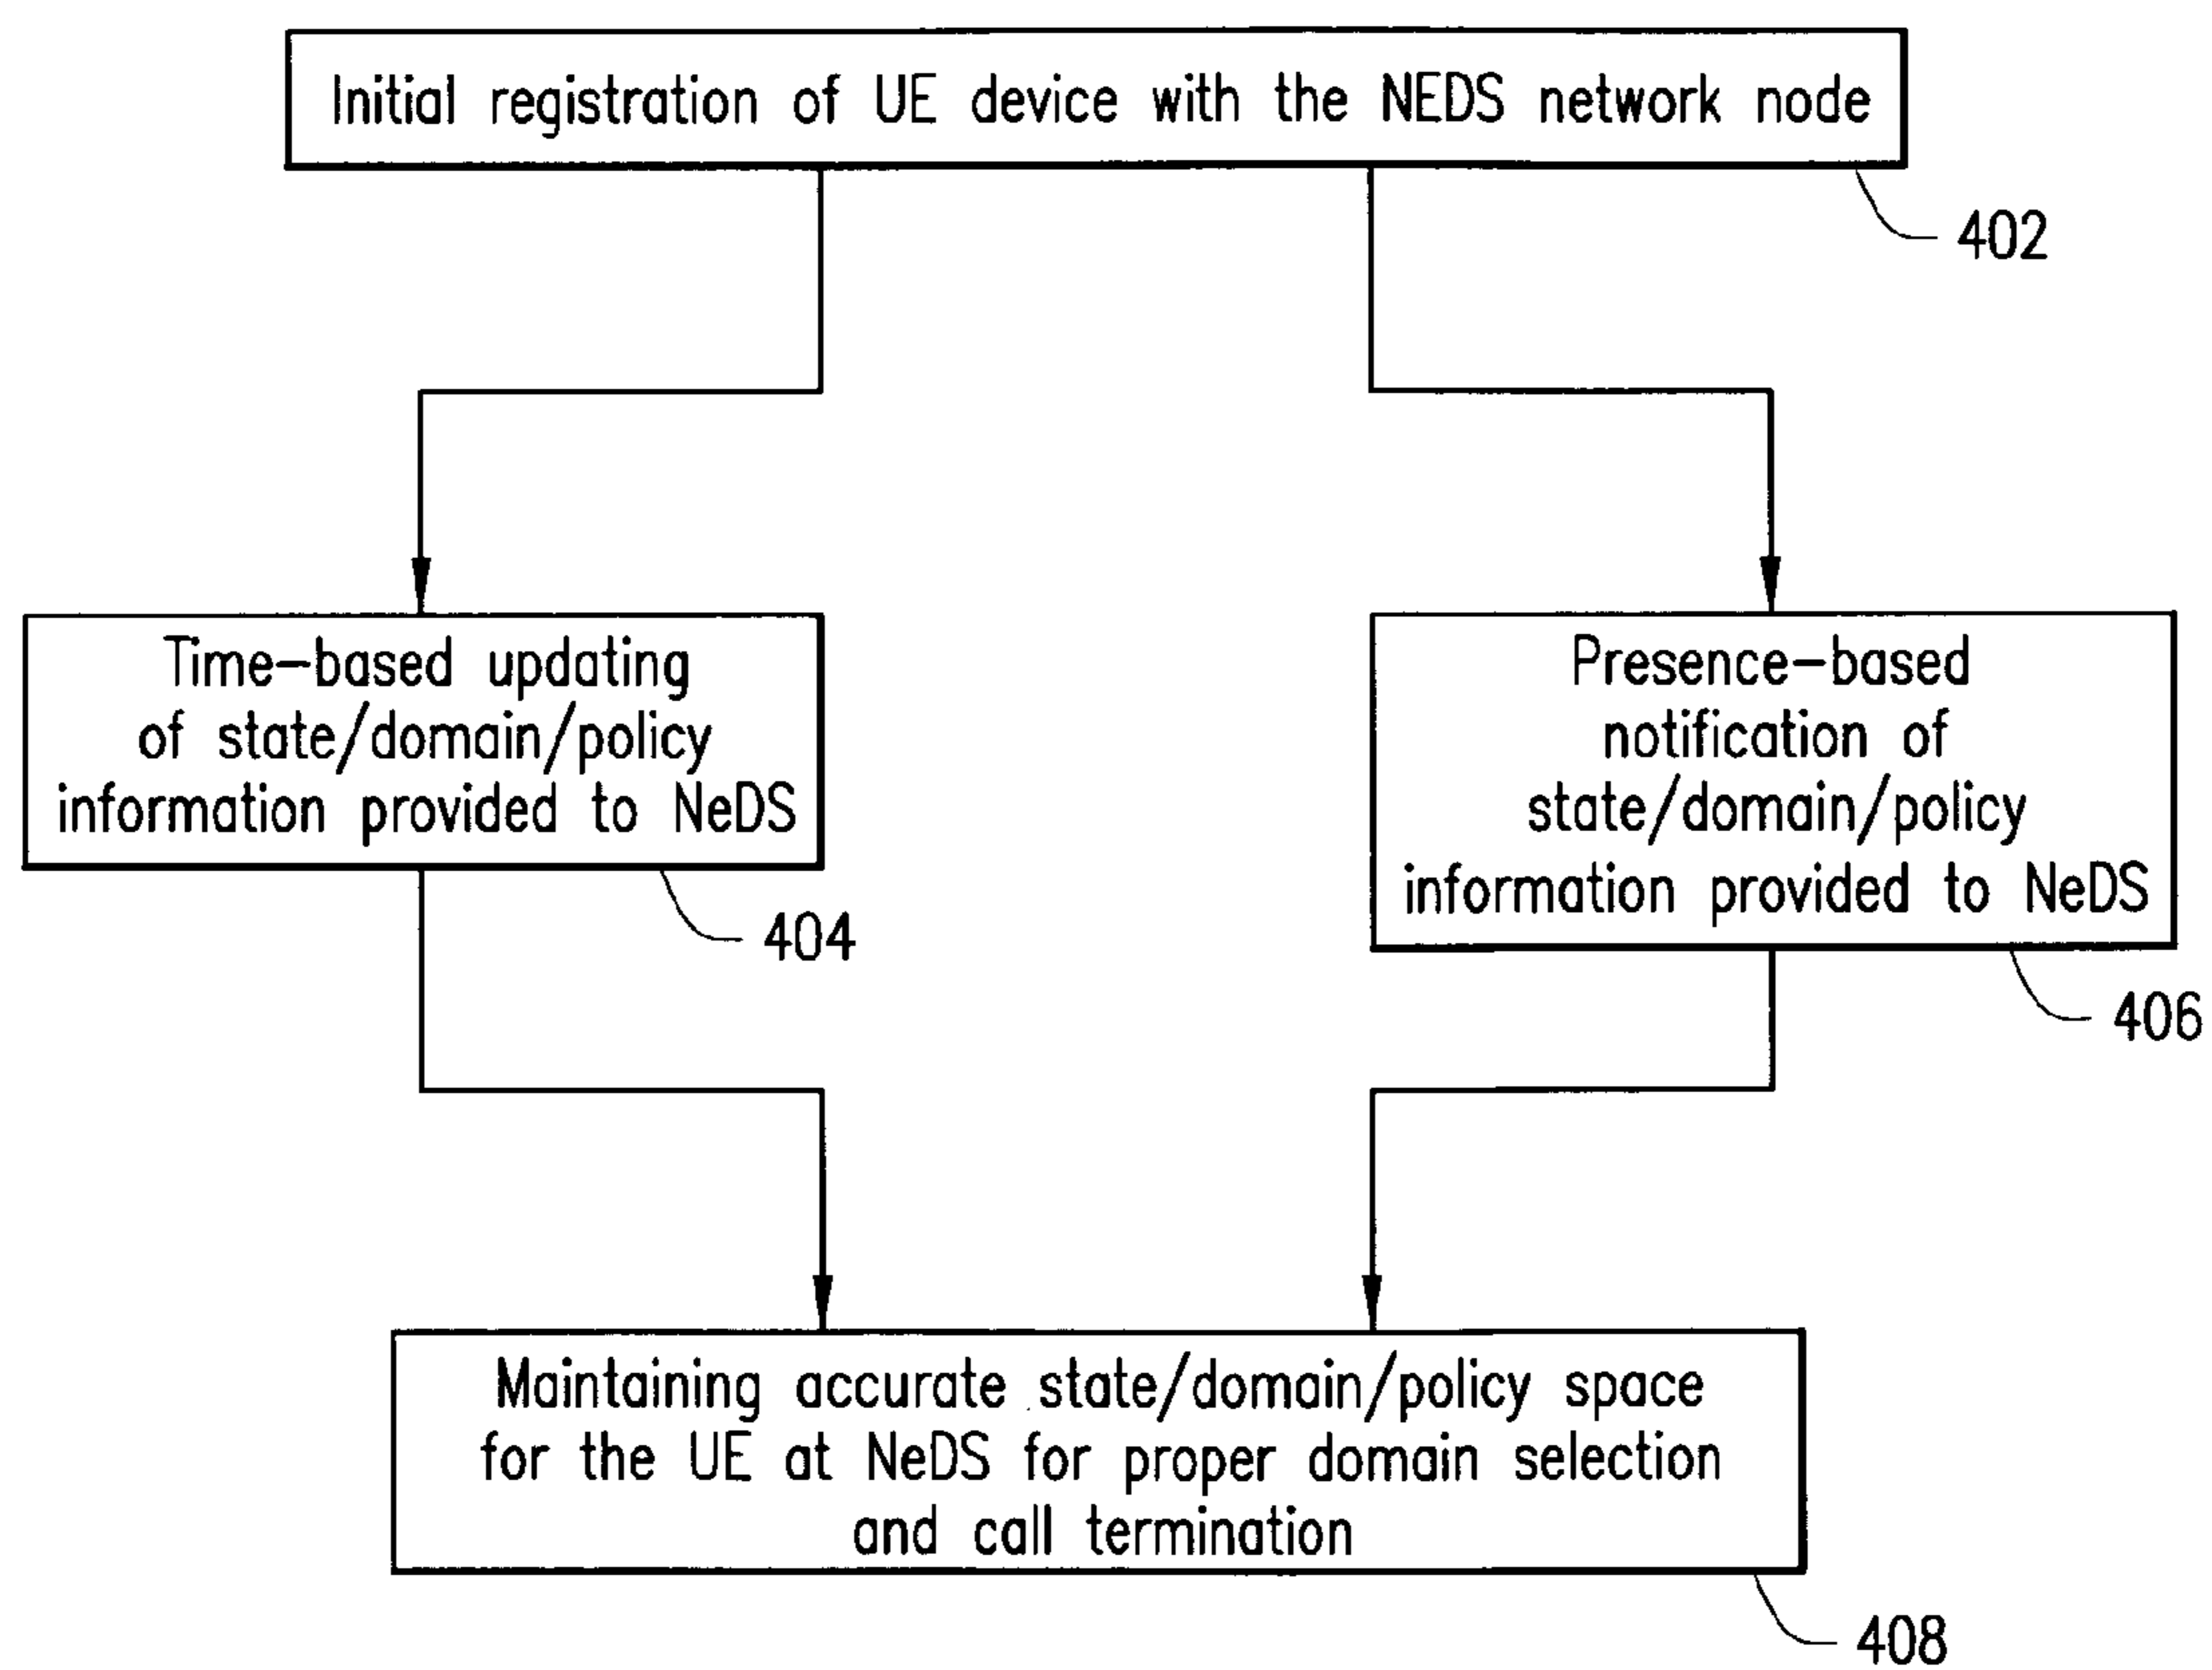 Initial registration of UE device with the NEDS network node
402
Time-based updating
of state/domain/policy
information provided to NeDS
404
Presence-based
notification of
state/domain/policy
information provided to NeDS
406
Maintaining accurate state/domain/policy space
for the UE at NeDS for proper domain selection
and call termination
408